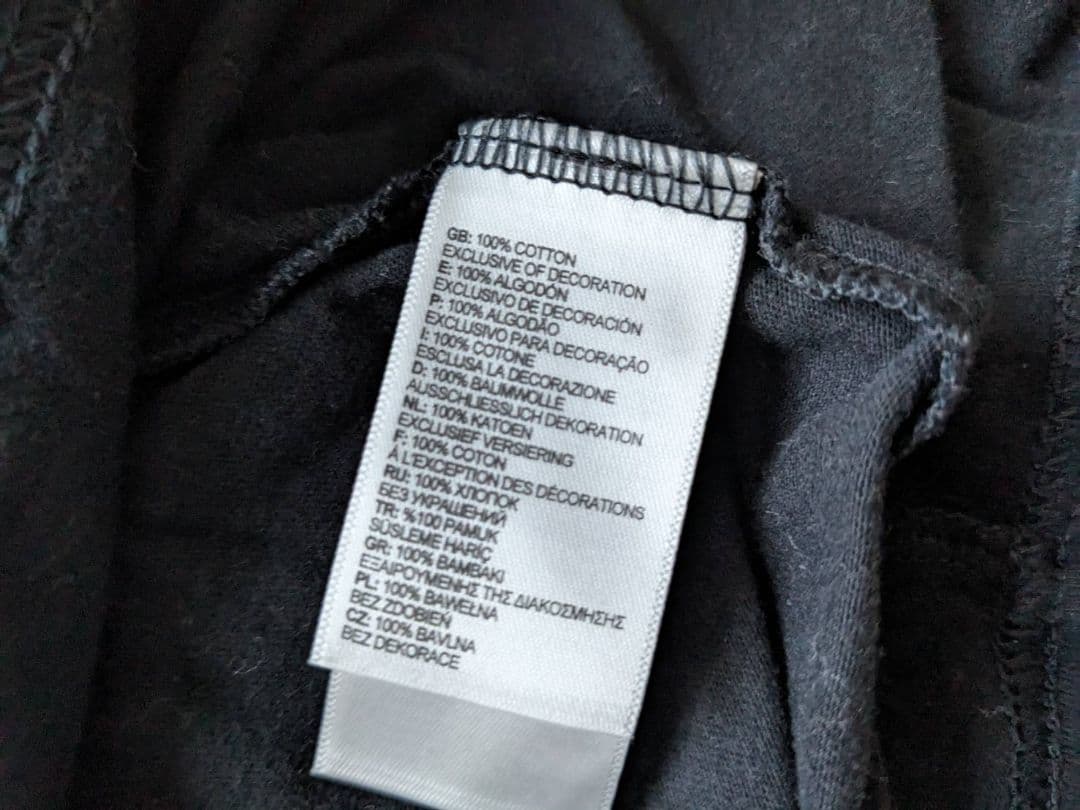 GB: 100% COTTON
EXCLUSIVE OF DECORATION
E: 100% ALGODÓN
EXCLUSIVO DE DECORACIÓN
P: 100% ALGODÃO
EXCLUSIVO PARA DECORAÇÃO
I: 100% COTONE
ESCLUSA LA DECORAZIONE
D: 100% BAUMWOLLE
AUSSCHLIESSLICH DEKORATION
NL: 100% KATOEN
EXCLUSIEF VERSIERING
F: 100% COTON
À L'EXCEPTION DES DÉCORATIONS
RU: 100% ХЛОПОК
БЕЗ УКРАШЕНИЙ
TR: %100 PAMUK
SÜSLEME HARİÇ
GR: 100% ΒΑΜΒΑΚΙ
ΕΞΑΙΡΟΥΜΕΝΗΣ ΤΗΣ ΔΙΑΚΟΣΜΗΣΗΣ
PL: 100% BAWEŁNA
BEZ ZDOBIEŃ
CZ: 100% BAVLNA
BEZ DEKORACE